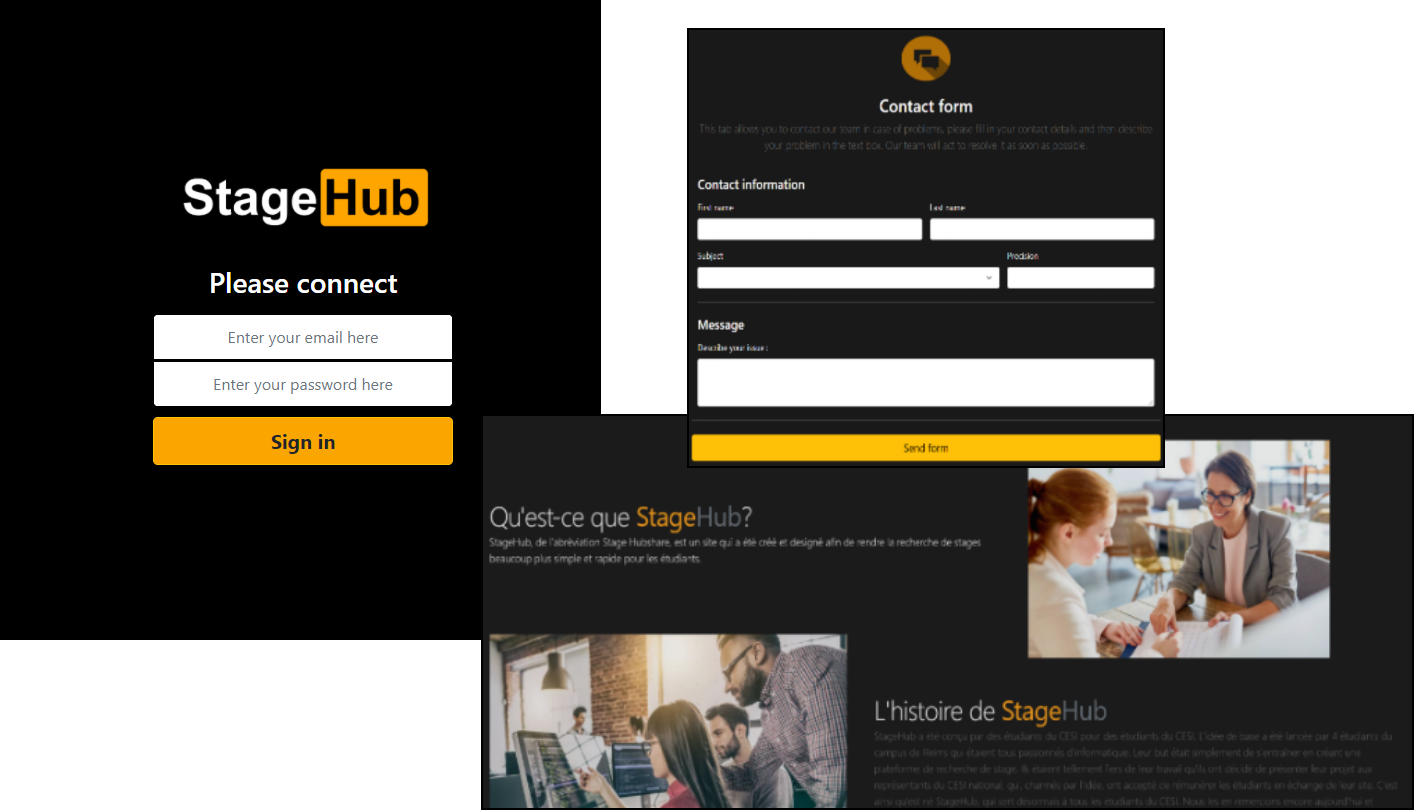 StageHub
Please connect
Enter your email here
Enter your password here
Sign in
Contact form
This tab allows you to contact our team in case of problems, please fill in your contact details and then describe
your problem in the text box. Our team will act to resolve it as soon as possible.
Contact information
First name
Last name
Subject
Precision
Message
Describe your issue :
Send form
Qu'est-ce que StageHub?
StageHub, de l'abréviation Stage Hubshare, est un site qui a été créé et designé afin de rendre la recherche de stages
beaucoup plus simple et rapide pour les étudiants.
L'histoire de StageHub
StageHub a été conçu par des étudiants du CESI pour des étudiants du CESI. L'idée de base a été lancée par 4 étudiants du
campus de Reims qui étaient tous passionnés d'informatique. Leur but était simplement de s'entraîner en créant une
plateforme de recherche de stage. Ils étaient tellement fiers de leur travail qu'ils ont décidé de présenter leur projet aux
représentants du CESI national, qui, charmés par l'idée, ont accepté de rémunérer les étudiants en échange de leur site. C'est
ainsi qu'est né StageHub, qui sert désormais à tous les étudiants du CESI. Nous les en remercions encore aujourd'hui et